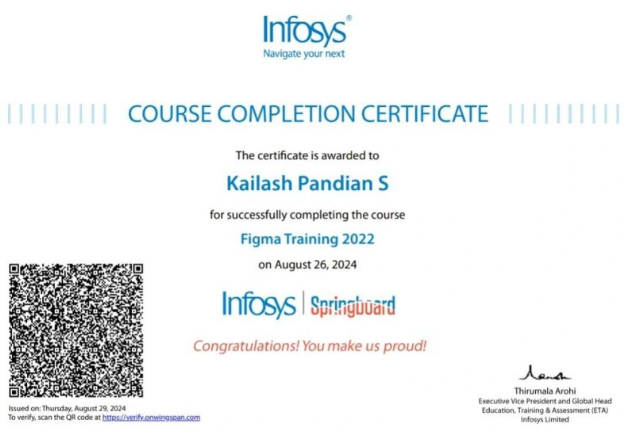 Infosys®
Navigate your next
COURSE COMPLETION CERTIFICATE
The certificate is awarded to
Kailash Pandian S
for successfully completing the course
Figma Training 2022
on August 26, 2024
Infosys | Springboard
Congratulations! You make us proud!
Thirumala Arohi
Executive Vice President and Global Head
Education, Training & Assessment (ETA)
Infosys Limited
Issued on: Thursday, August 29, 2024
To verify, scan the QR code at https://verify.onwingspan.com